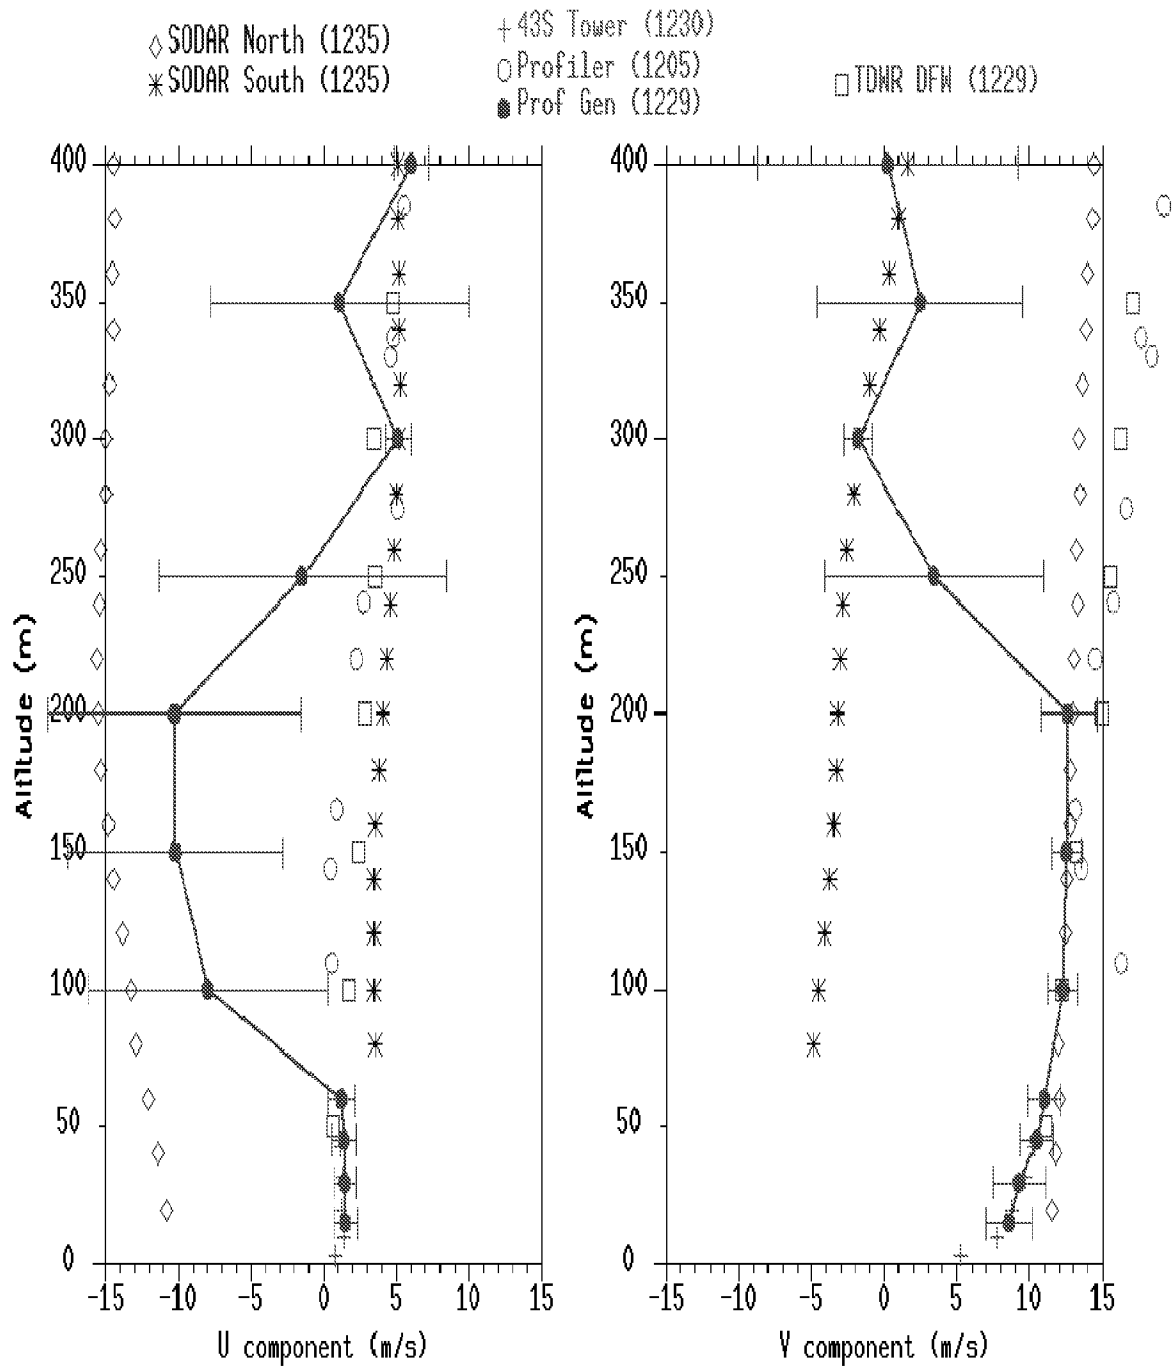 SODAR North (1235)
SODAR South (1235)
43S Tower (1230)
Profiler (1205)
Prof Gen (1229)
TDWR DFW (1229)
400
350
300
250
200
150
100
50
0
Altitude (m)
-15 -10 -5 0 5 10 15
U component (m/s)
400
350
300
250
200
150
100
50
0
Altitude (m)
-15 -10 -5 0 5 10 15
V component (m/s)